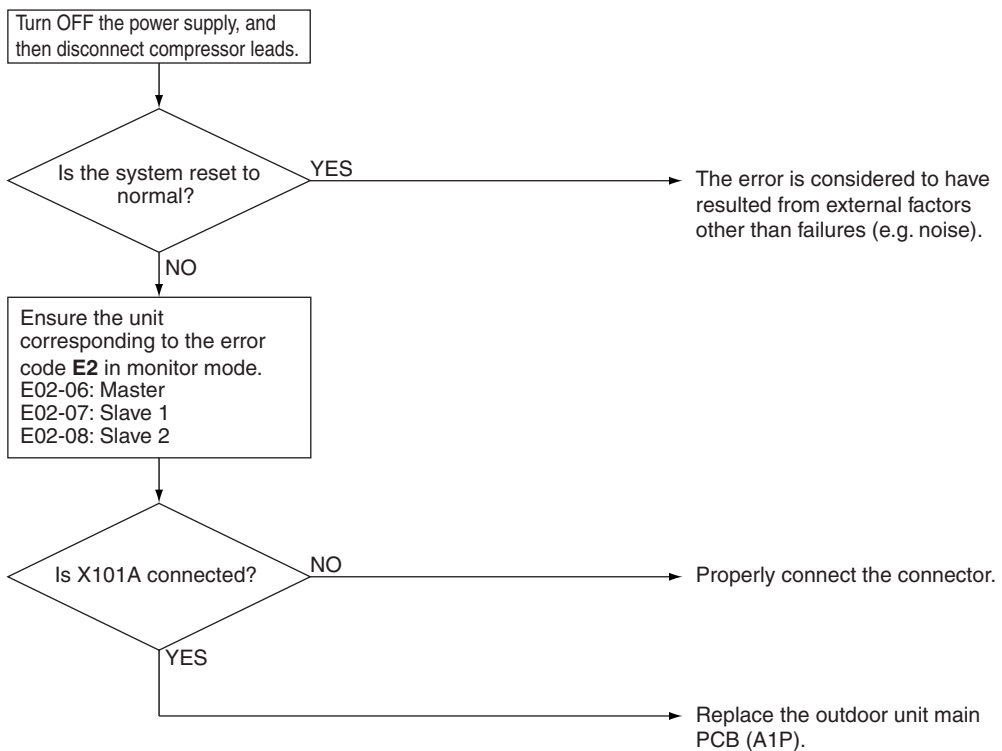 Turn OFF the power supply, and
then disconnect compressor leads.
Is the system reset to
normal?
YES
The error is considered to have
resulted from external factors
other than failures (e.g. noise).
NO
Ensure the unit
corresponding to the error
code E2 in monitor mode.
E02-06: Master
E02-07: Slave 1
E02-08: Slave 2
Is X101A connected?
NO
Properly connect the connector.
YES
Replace the outdoor unit main
PCB (A1P).